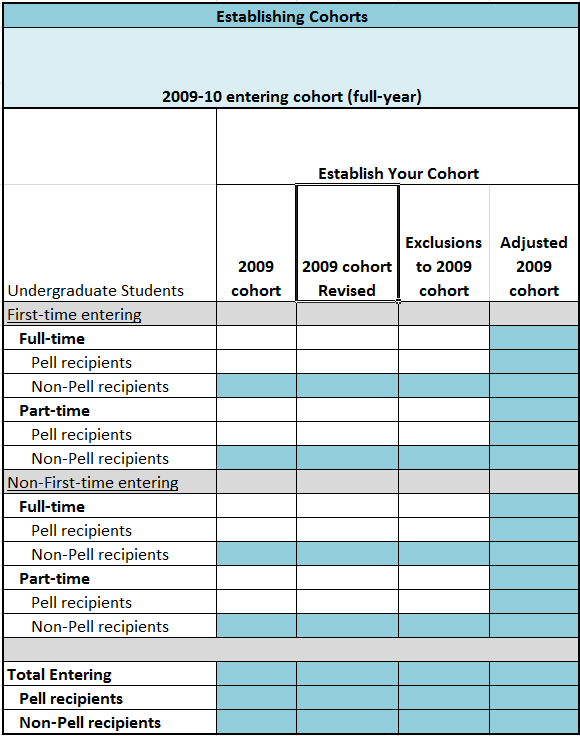 Establishing Cohorts
2009-10 entering cohort (full-year)
Establish Your Cohort
Undergraduate Students
2009 cohort
2009 cohort Revised
Exclusions to 2009 cohort
Adjusted 2009 cohort
First-time entering
Full-time
Pell recipients
Non-Pell recipients
Part-time
Pell recipients
Non-Pell recipients
Non-First-time entering
Full-time
Pell recipients
Non-Pell recipients
Part-time
Pell recipients
Non-Pell recipients
Total Entering
Pell recipients
Non-Pell recipients